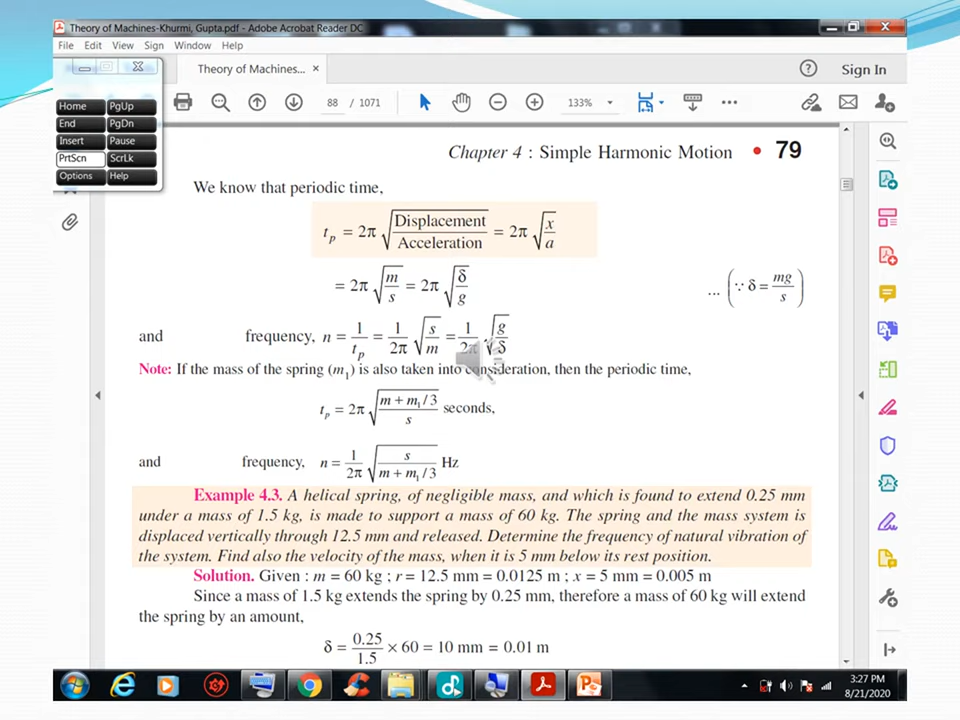 Theory of Machines-Khurmi, Gupta.pdf - Adobe Acrobat Reader DC
File Edit View Sign Window Help
Theory of Machines... × Sign In
88 / 1071 133%
Home PgUp
End PgDn
Insert Pause
PrtScn ScrLk
Options Help
Chapter 4 : Simple Harmonic Motion • 79
We know that periodic time,
t_p = 2π √(Displacement / Acceleration) = 2π √(x / a)
= 2π √(m / s) = 2π √(δ / g) ... (∵ δ = mg / s)
and frequency, n = 1 / t_p = 1 / 2π √(s / m) = 1 / 2π √(g / δ)
Note: If the mass of the spring (m₁) is also taken into consideration, then the periodic time,
t_p = 2π √((m + m₁ / 3) / s) seconds,
and frequency, n = 1 / 2π √(s / (m + m₁ / 3)) Hz
Example 4.3. A helical spring, of negligible mass, and which is found to extend 0.25 mm
under a mass of 1.5 kg, is made to support a mass of 60 kg. The spring and the mass system is
displaced vertically through 12.5 mm and released. Determine the frequency of natural vibration of
the system. Find also the velocity of the mass, when it is 5 mm below its rest position.
Solution. Given : m = 60 kg ; r = 12.5 mm = 0.0125 m ; x = 5 mm = 0.005 m
Since a mass of 1.5 kg extends the spring by 0.25 mm, therefore a mass of 60 kg will extend
the spring by an amount,
δ = 0.25 / 1.5 × 60 = 10 mm = 0.01 m
3:27 PM
8/21/2020